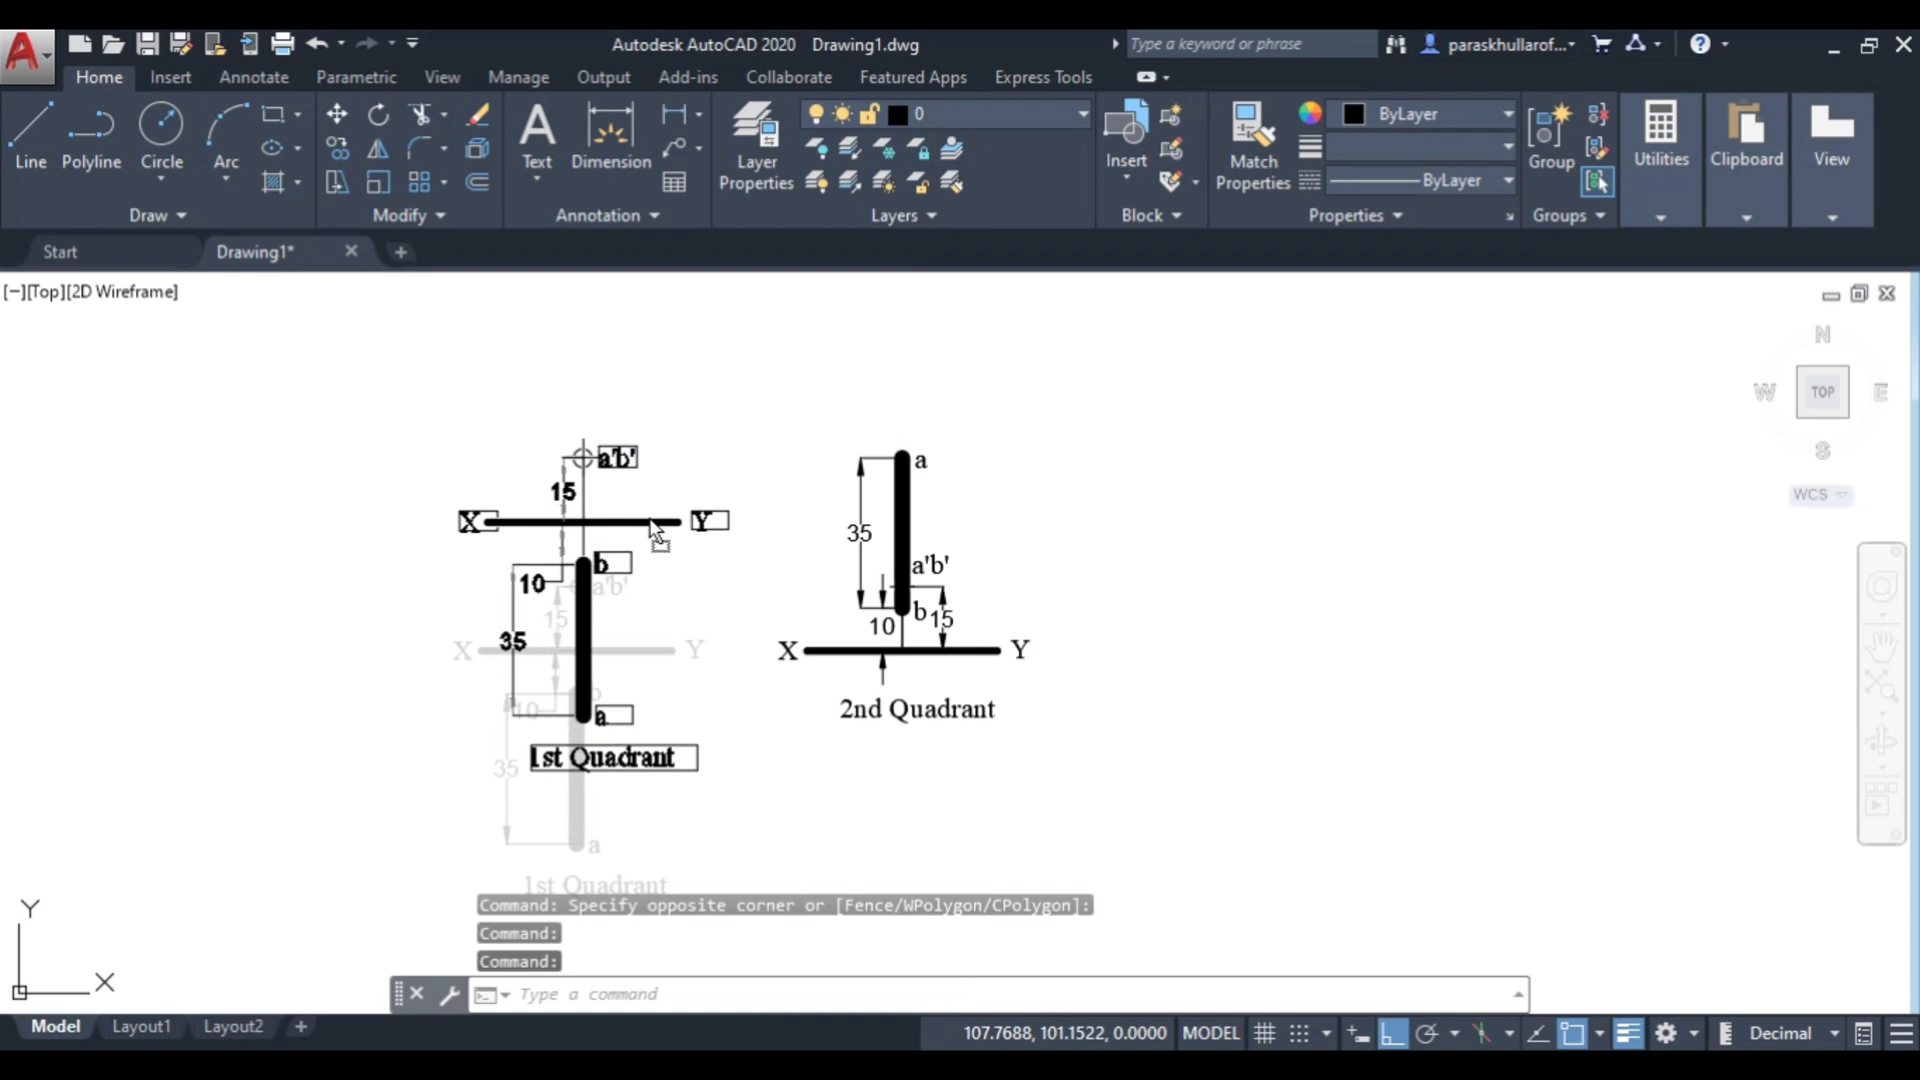 Autodesk AutoCAD 2020 Drawing1.dwg
Type a keyword or phrase
paraskhullarof...
Home Insert Annotate Parametric View Manage Output Add-ins Collaborate Featured Apps Express Tools
Line Polyline Circle Arc
Text Dimension
Layer Properties
0
Insert
Match Properties
ByLayer
ByLayer
Group
Utilities
Clipboard
View
Draw Modify Annotation Layers Block Properties Groups
Start Drawing1*
[−][Top][2D Wireframe]
N
W TOP E
S
WCS
a'b'
15
X Y
b
10
a'b'
15
X Y
35
b
10
a
1st Quadrant
35
a
1st Quadrant
a
35
a'b'
b
15
10
X Y
2nd Quadrant
Command: Specify opposite corner or [Fence/WPolygon/CPolygon]:
Command:
Command:
Type a command
Y
X
Model Layout1 Layout2
107.7688, 101.1522, 0.0000 MODEL
Decimal